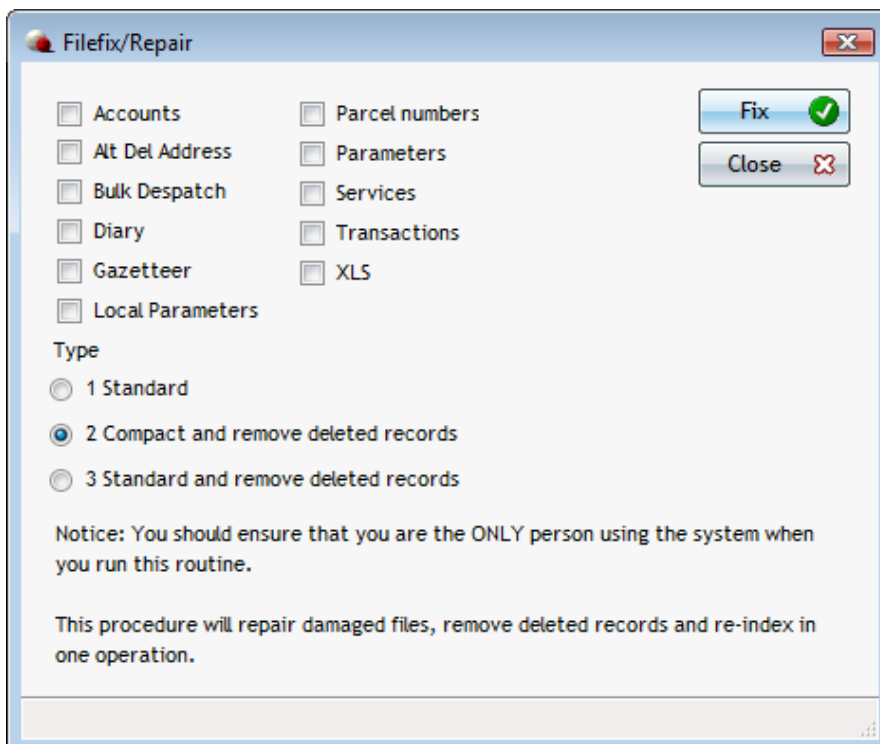 Filefix/Repair
Accounts
Alt Del Address
Bulk Despatch
Diary
Gazetteer
Local Parameters
Parcel numbers
Parameters
Services
Transactions
XLS
Fix
Close
Type
1 Standard
2 Compact and remove deleted records
3 Standard and remove deleted records
Notice: You should ensure that you are the ONLY person using the system when
you run this routine.
This procedure will repair damaged files, remove deleted records and re-index in
one operation.